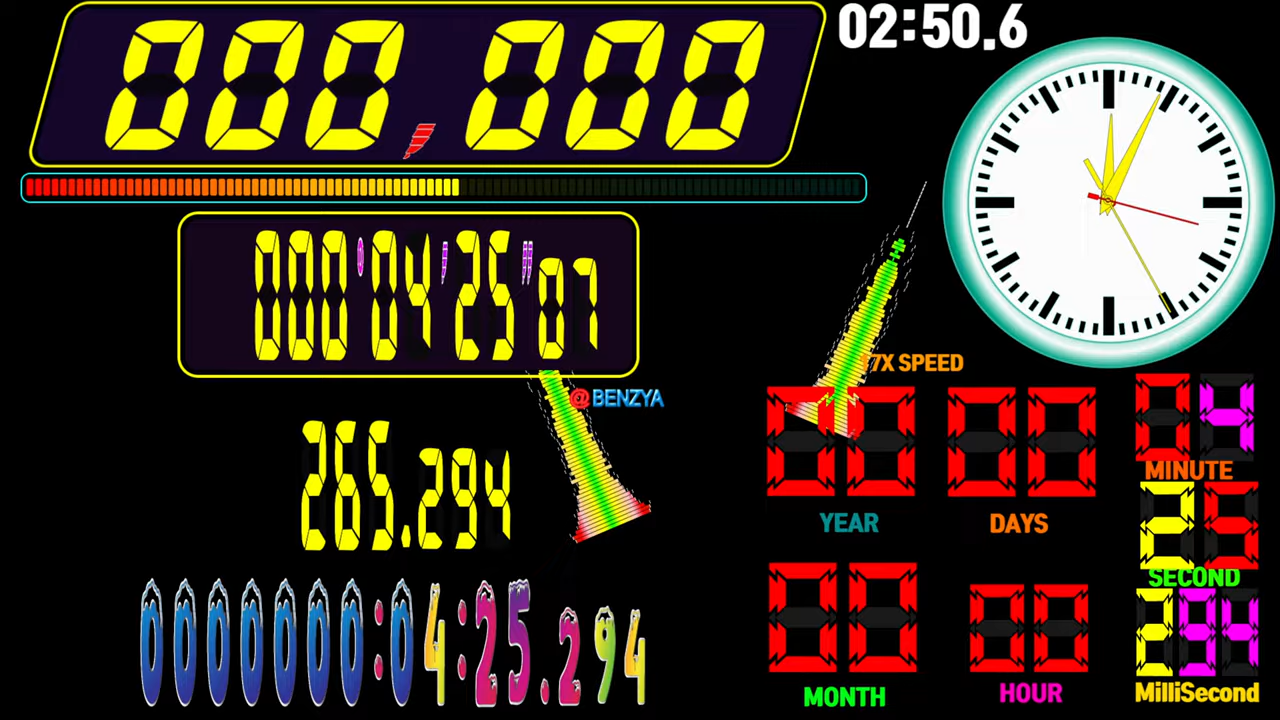 000,000
02:50.6
000°04'25"07
7X SPEED
@BENZYA
265.294
0000000:04:25.294
00
YEAR
00
DAYS
04
MINUTE
25
SECOND
00
MONTH
00
HOUR
294
MilliSecond